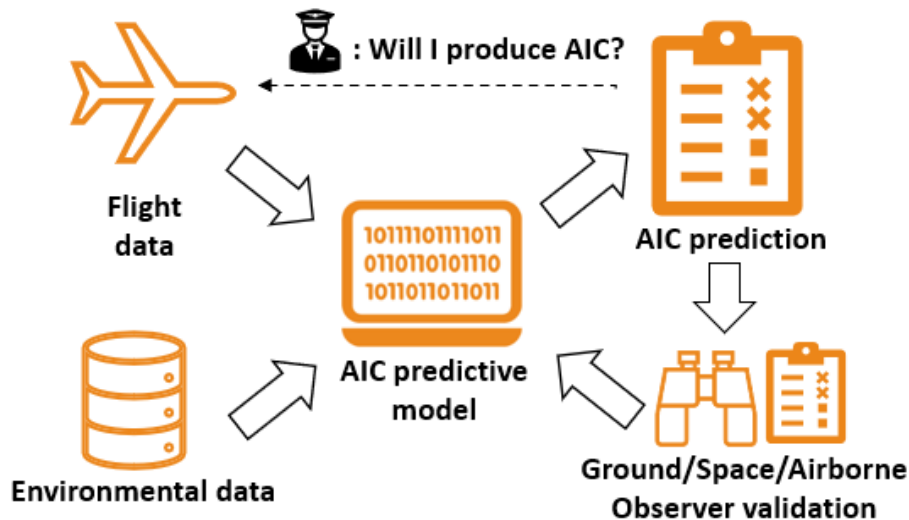 : Will I produce AIC?
Flight
data
10111101111011
0110110101110
1011011011011
AIC prediction
AIC predictive
model
Environmental data
Ground/Space/Airborne
Observer validation